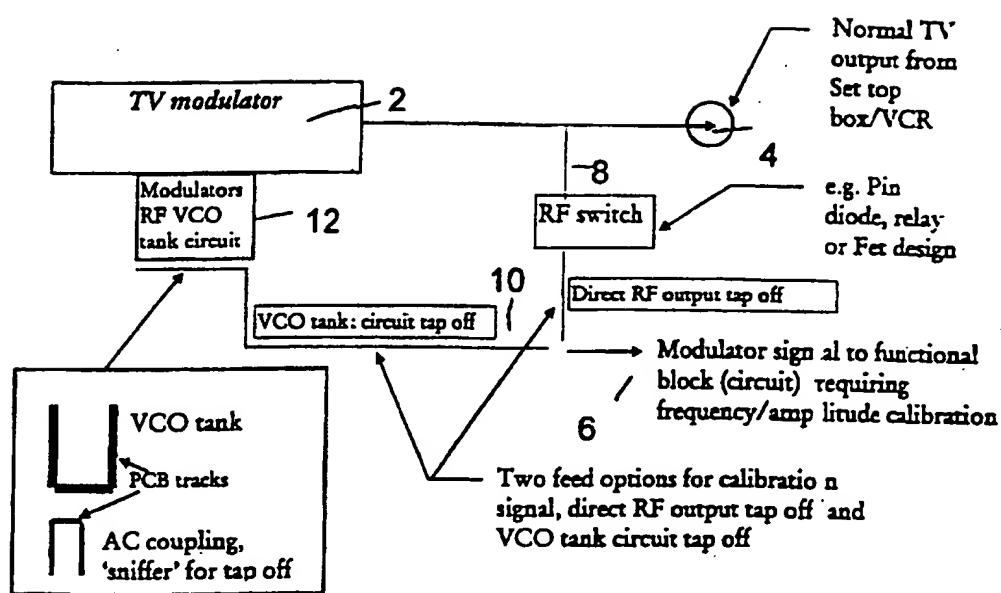 Normal TV
output from
Set top
box/VCR
TV modulator
2
4
8
Modulators
RF VCO
tank circuit
12
RF switch
e.g. Pin
diode, relay
or Fet design
10
Direct RF output tap off
VCO tank: circuit tap off
Modulator sign al to functional
block (circuit) requiring
frequency/amp litude calibration
6
VCO tank
PCB tracks
AC coupling,
'sniffer' for tap off
Two feed options for calibratio n
signal, direct RF output tap off and
VCO tank circuit tap off